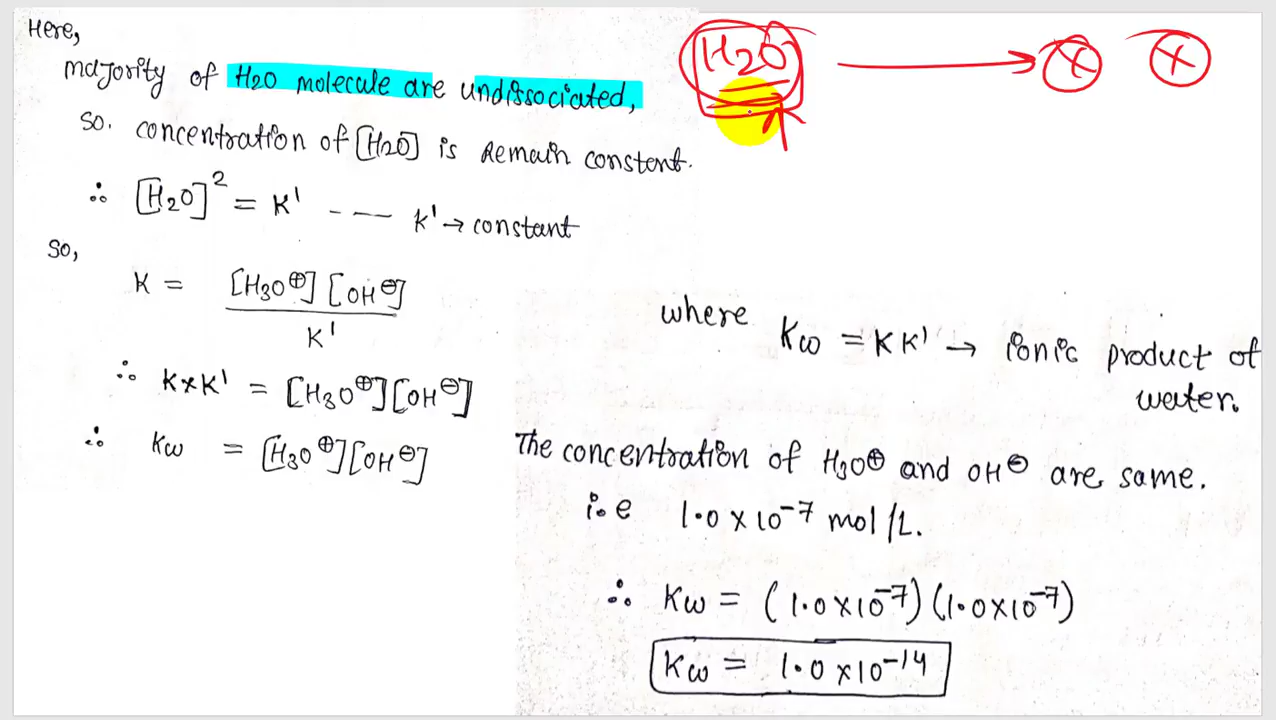 Here,
majority of H2O molecule are undissociated,
so. concentration of [H2O] is remain constant.
∴ [H2O]² = K' - - — K' → constant
so,
K = [H3O⊕] [OH⊖]
K'
∴ K×K' = [H3O⊕][OH⊖]
∴ Kw = [H3O⊕][OH⊖]
H2O → × ×
where Kw = KK' → ionic product of
water.
The concentration of H3O⊕ and OH⊖ are same.
i.e 1.0 × 10⁻⁷ mol/L.
∴ Kw = (1.0×10⁻⁷)(1.0×10⁻⁷)
Kw = 1.0 ×10⁻¹⁴